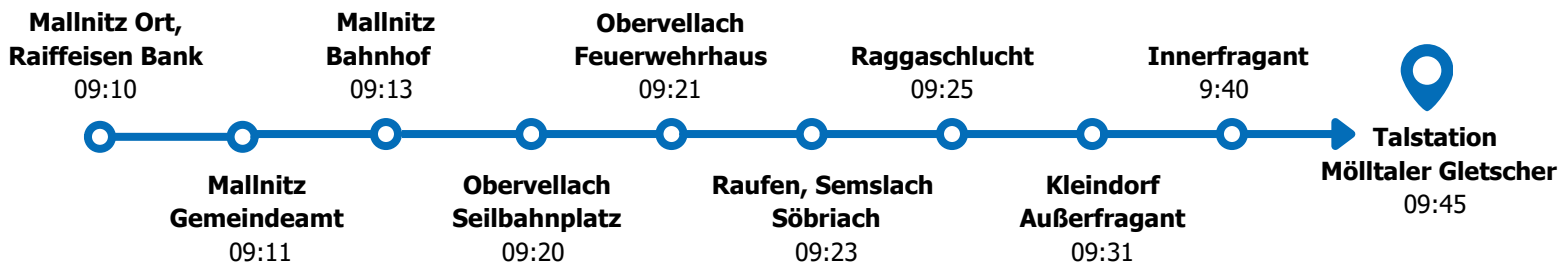 Mallnitz Ort,
Raiffeisen Bank
09:10
Mallnitz
Gemeindeamt
09:11
Mallnitz
Bahnhof
09:13
Obervellach
Seilbahnplatz
09:20
Obervellach
Feuerwehrhaus
09:21
Raufen, Semslach
Söbriach
09:23
Raggaschlucht
09:25
Kleindorf
Außerfragant
09:31
Innerfragant
9:40
Talstation
Mölltaler Gletscher
09:45